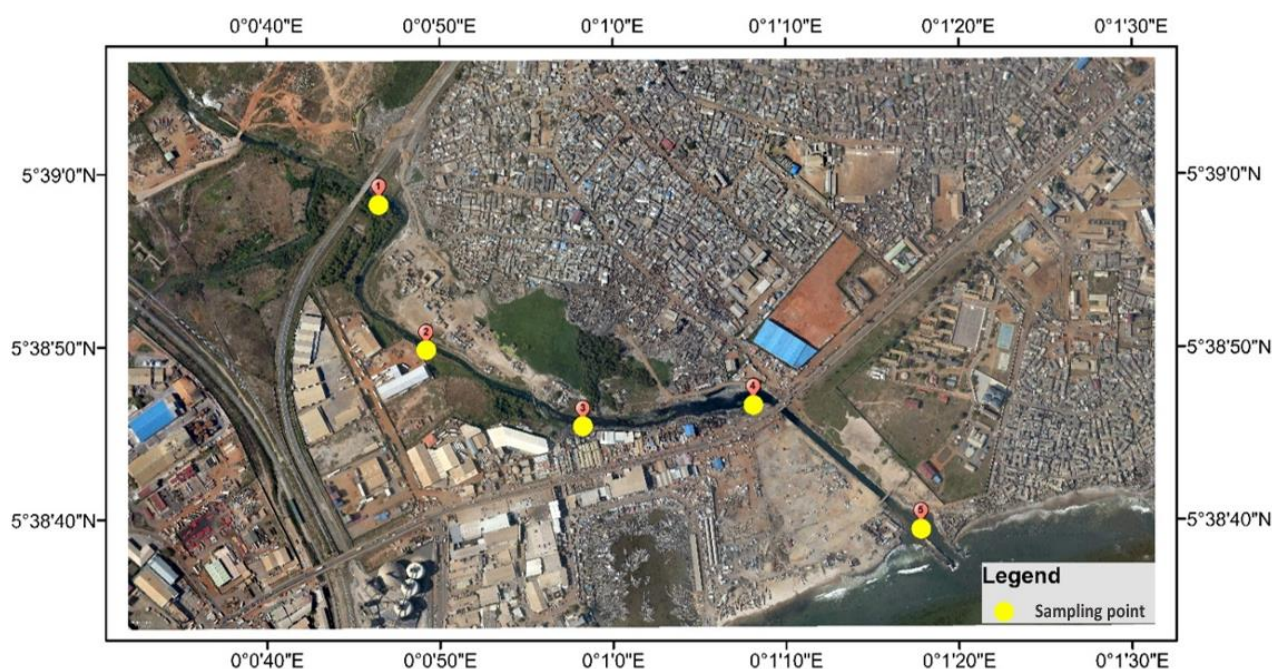 0°0'40"E 0°0'50"E 0°1'0"E 0°1'10"E 0°1'20"E 0°1'30"E
5°39'0"N 5°39'0"N
1
2
5°38'50"N 5°38'50"N
4
3
5
5°38'40"N 5°38'40"N
Legend
Sampling point
0°0'40"E 0°0'50"E 0°1'0"E 0°1'10"E 0°1'20"E 0°1'30"E